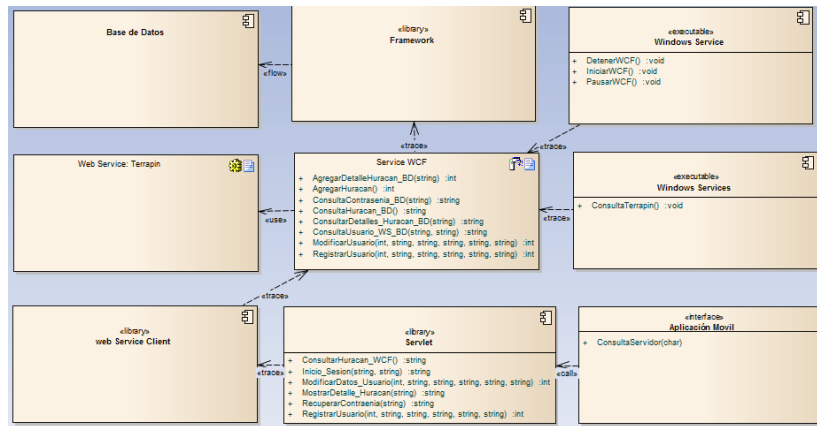 Base de Datos
«library»
Framework
«executable»
Windows Service
+ DetenerWCF() :void
+ IniciarWCF() :void
+ PausarWCF() :void
«flow»
«trace»
«trace»
Web Service: Terrapin
Service WCF
+ AgregarDetalleHuracan_BD(string) :int
+ AgregarHuracan() :int
+ ConsultaContrasenia_BD(string) :string
+ ConsultaHuracan_BD() :string
+ ConsultarDetalles_Huracan_BD(string) :string
+ ConsultaUsuario_WS_BD(string, string) :string
+ ModificarUsuario(int, string, string, string, string, string) :int
+ RegistrarUsuario(int, string, string, string, string, string) :int
«executable»
Windows Services
+ ConsultaTerrapin() :void
«use»
«trace»
«trace»
«library»
web Service Client
«library»
Servlet
+ ConsultarHuracan_WCF() :string
+ Inicio_Sesion(string, string) :string
+ ModificarDatos_Usuario(int, string, string, string, string, string) :int
+ MostrarDetalle_Huracan(string) :string
+ RecuperarContraenia(string) :string
+ RegistrarUsuario(int, string, string, string, string, string) :int
«interface»
Aplicación Movil
+ ConsultaServidor(char)
«trace»
«call»